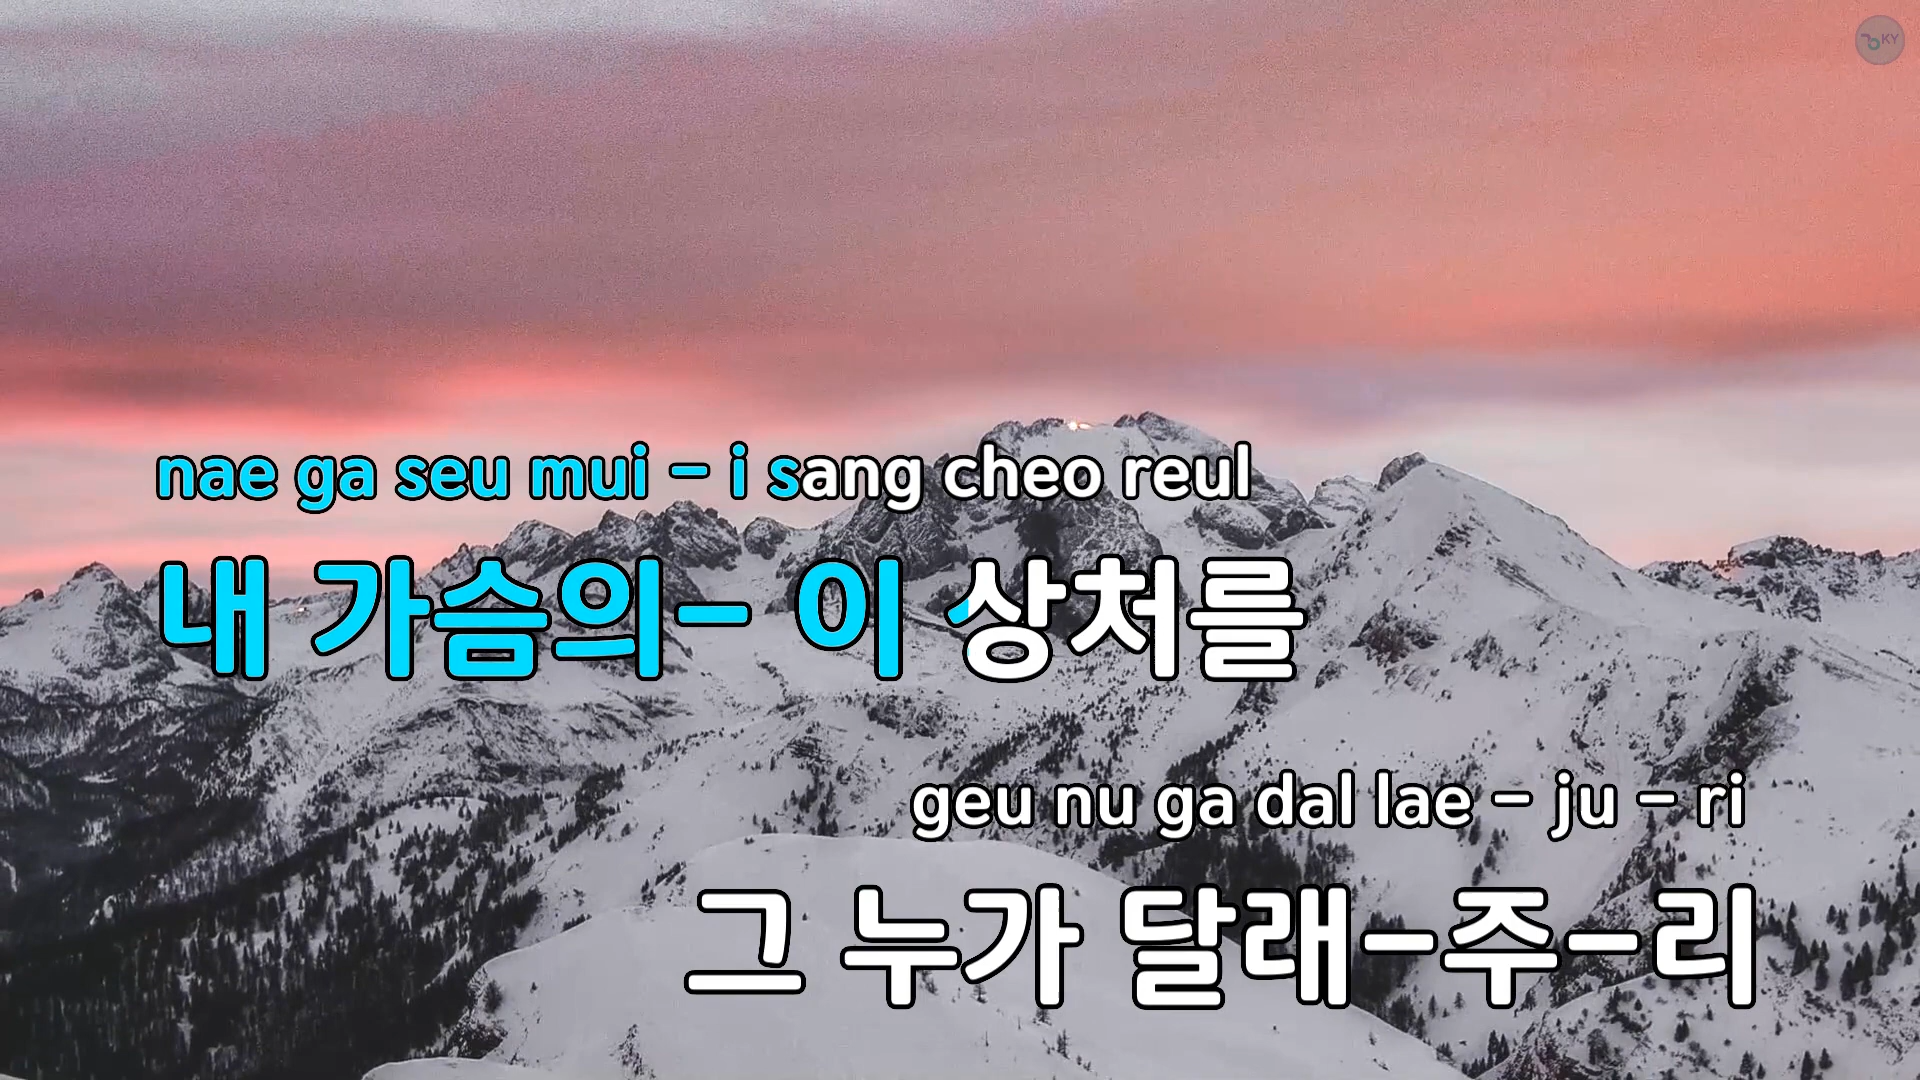 KY
nae ga seu mui – i sang cheo reul
내 가슴의– 이 상처를
geu nu ga dal lae – ju – ri
그 누가 달래–주–리